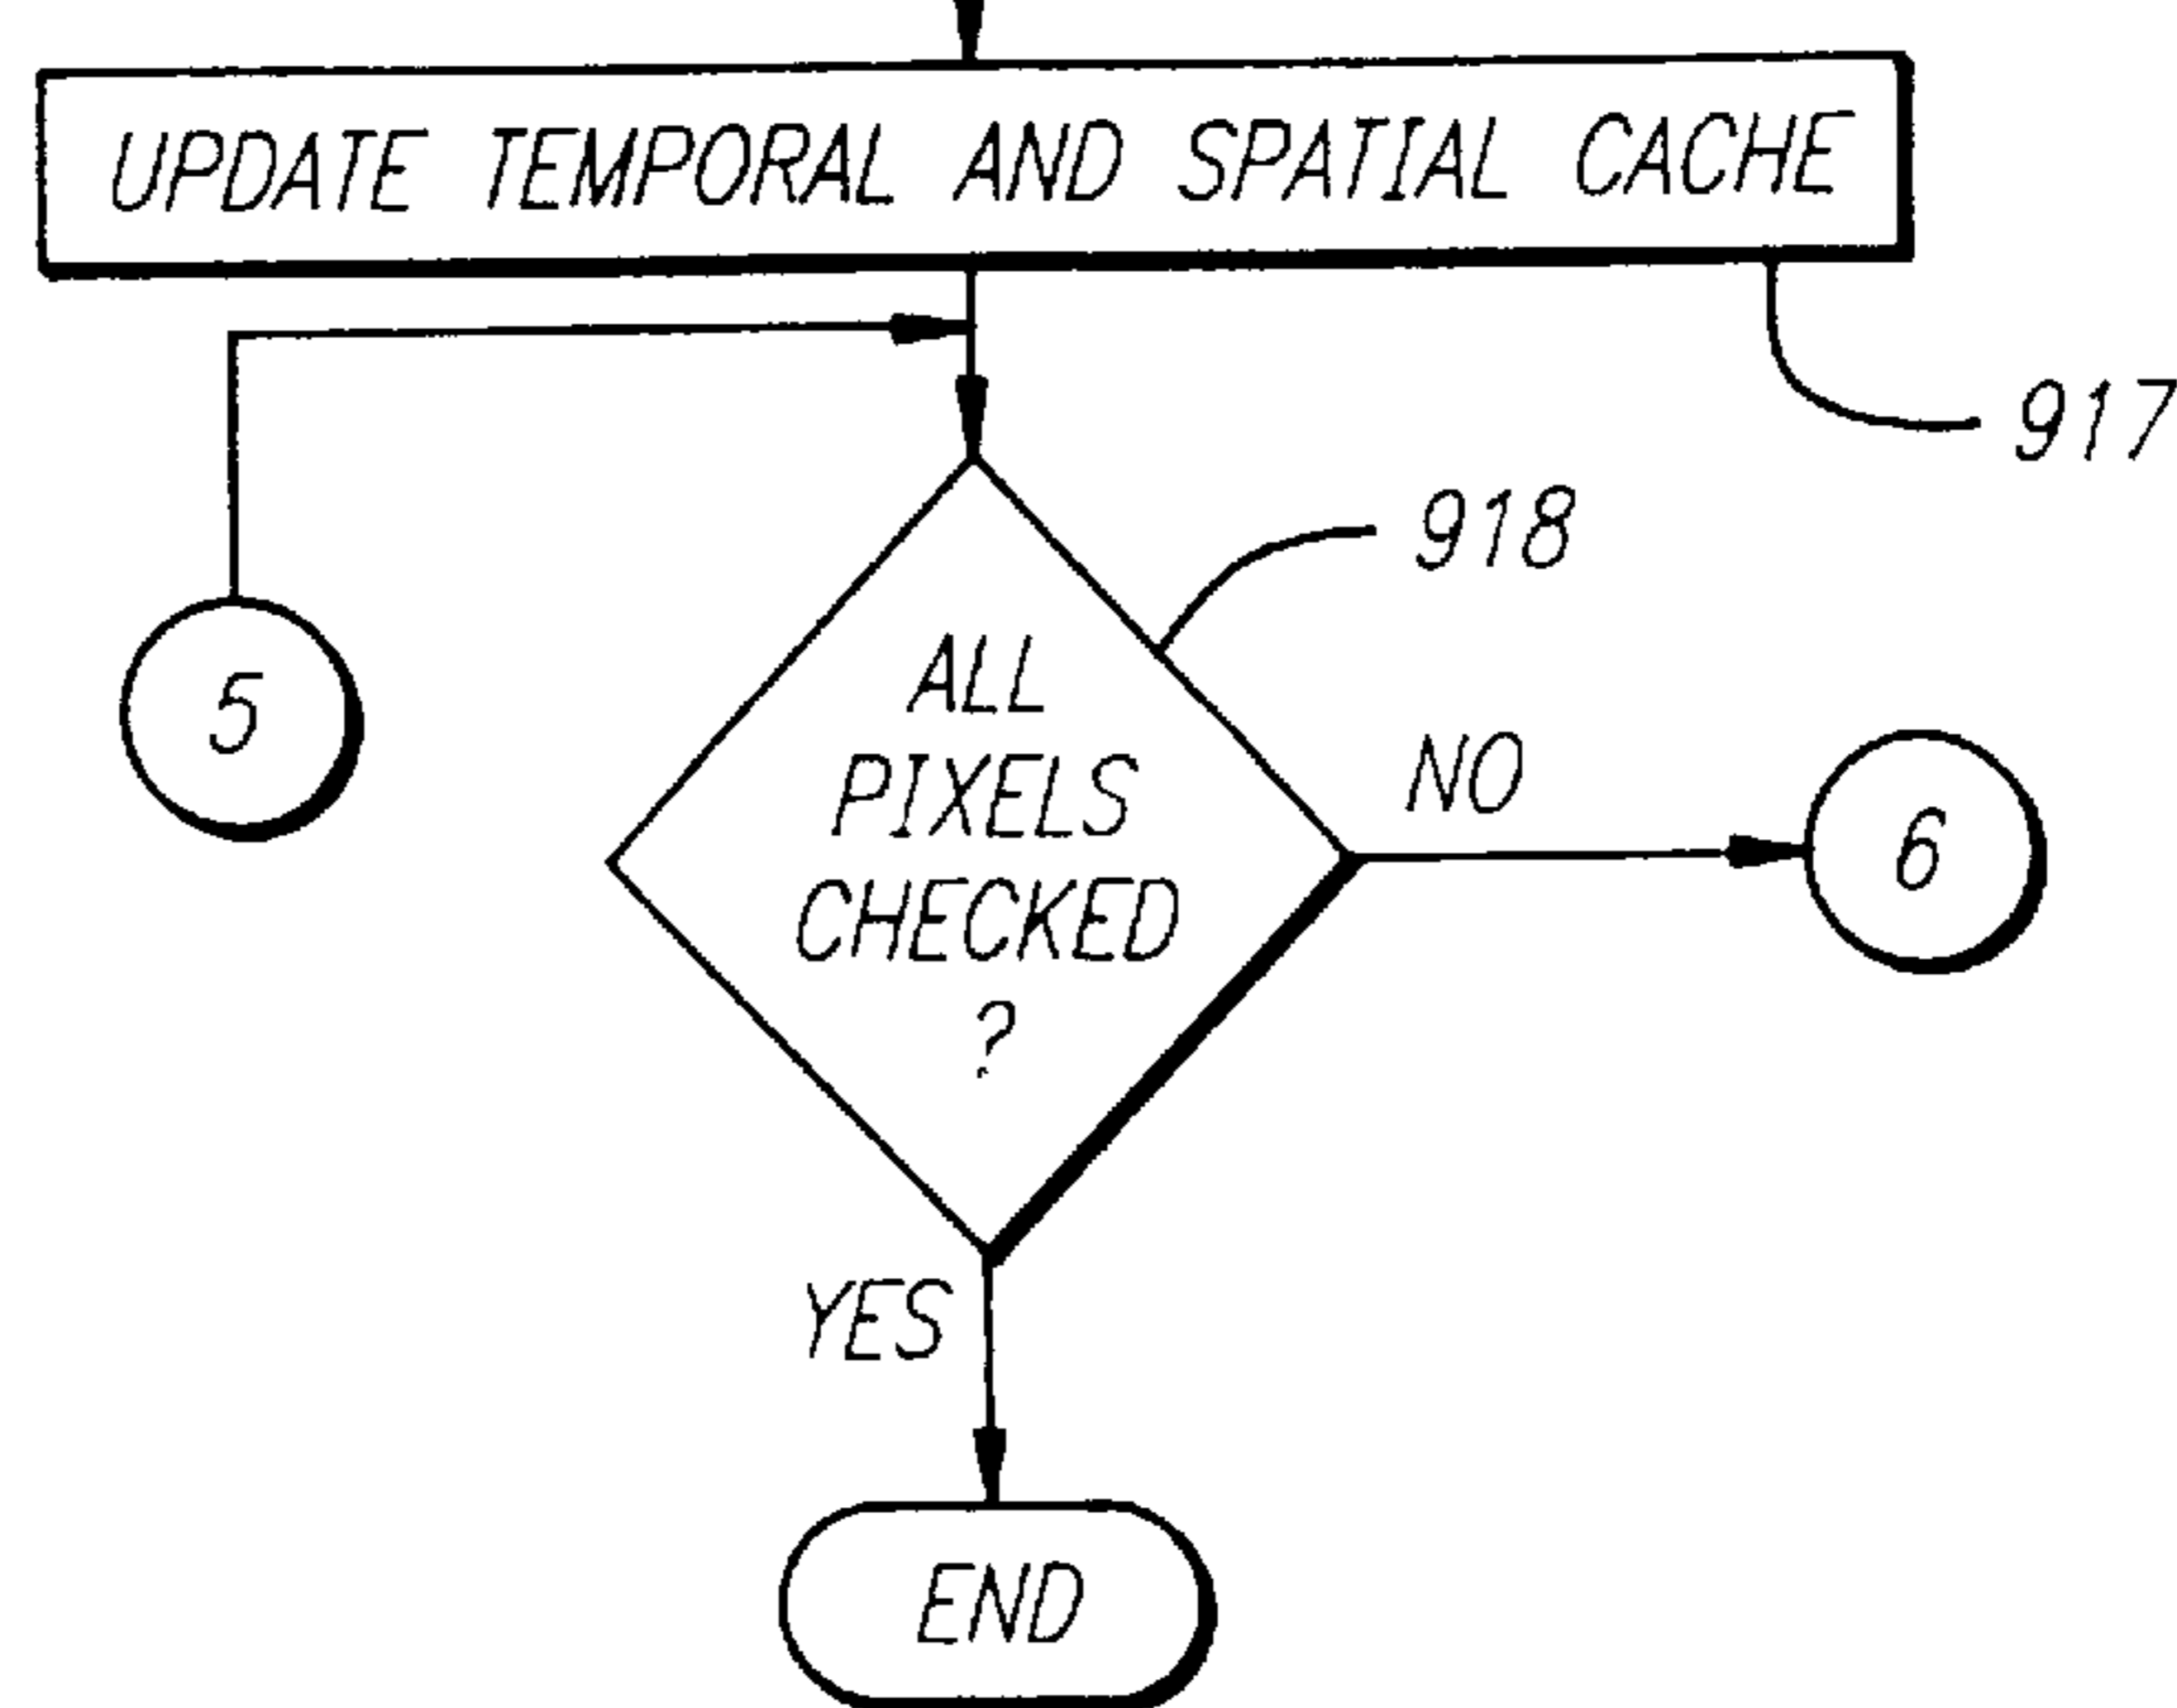 UPDATE TEMPORAL AND SPATIAL CACHE
917
918
5
ALL
PIXELS
CHECKED
?
NO
6
YES
END